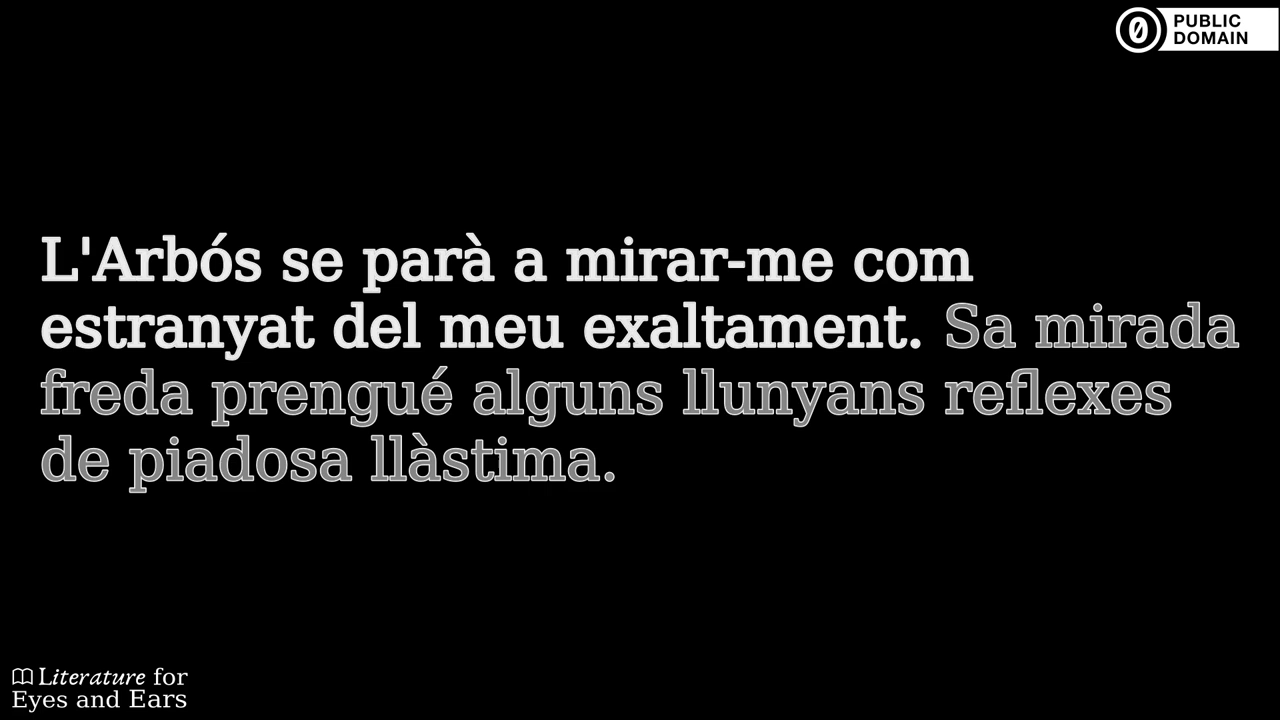 PUBLIC
DOMAIN
L'Arbós se parà a mirar-me com
estranyat del meu exaltament. Sa mirada
freda prengué alguns llunyans reflexes
de piadosa llàstima.
Literature for
Eyes and Ears